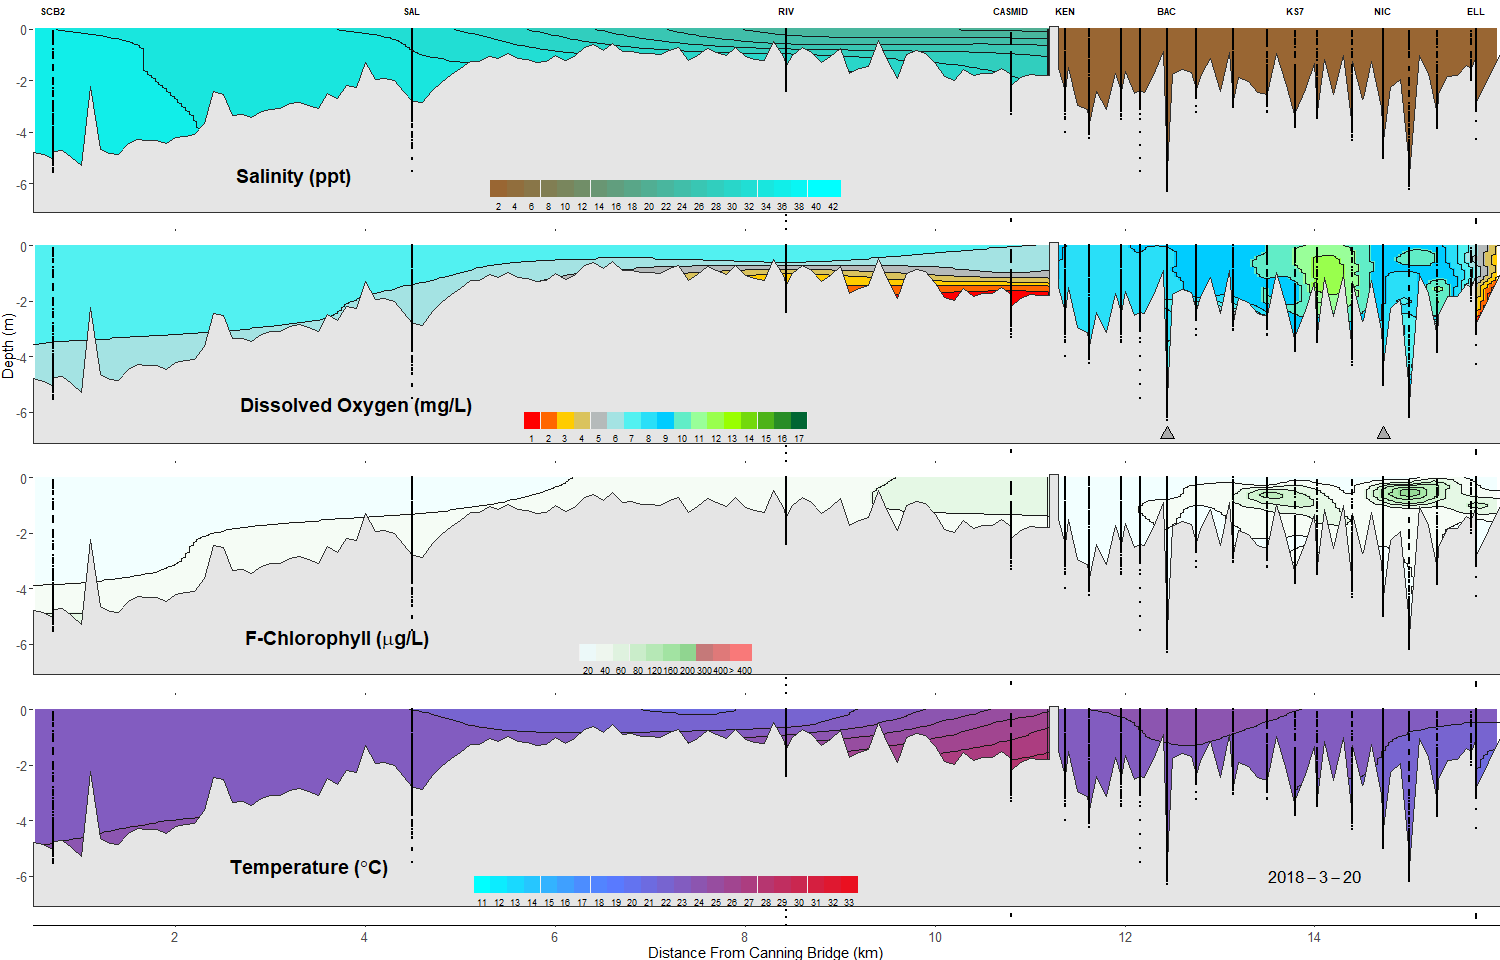 SCB2 SAL RIV CASMID KEN BAC KS7 NIC ELL
0
-2
-4
-6
Salinity (ppt)
2 4 6 8 10 12 14 16 18 20 22 24 26 28 30 32 34 36 38 40 42
0
-2
-4
-6
Depth (m)
Dissolved Oxygen (mg/L)
1 2 3 4 5 6 7 8 9 10 11 12 13 14 15 16 17
0
-2
-4
-6
F-Chlorophyll (μg/L)
20 40 60 80 120 160 200 300 400 > 400
0
-2
-4
-6
Temperature (°C)
11 12 13 14 15 16 17 18 19 20 21 22 23 24 25 26 27 28 29 30 31 32 33
2018 – 3 – 20
2 4 6 8 10 12 14
Distance From Canning Bridge (km)